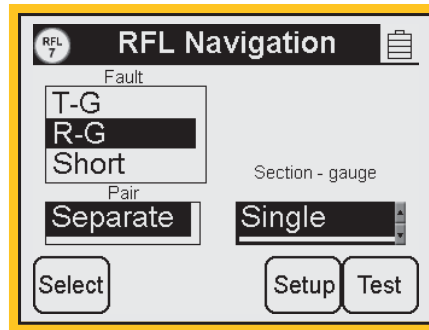 RFL
7
RFL Navigation
Fault
T-G
R-G
Short
Section - gauge
Pair
Separate
Single
Select
Setup
Test